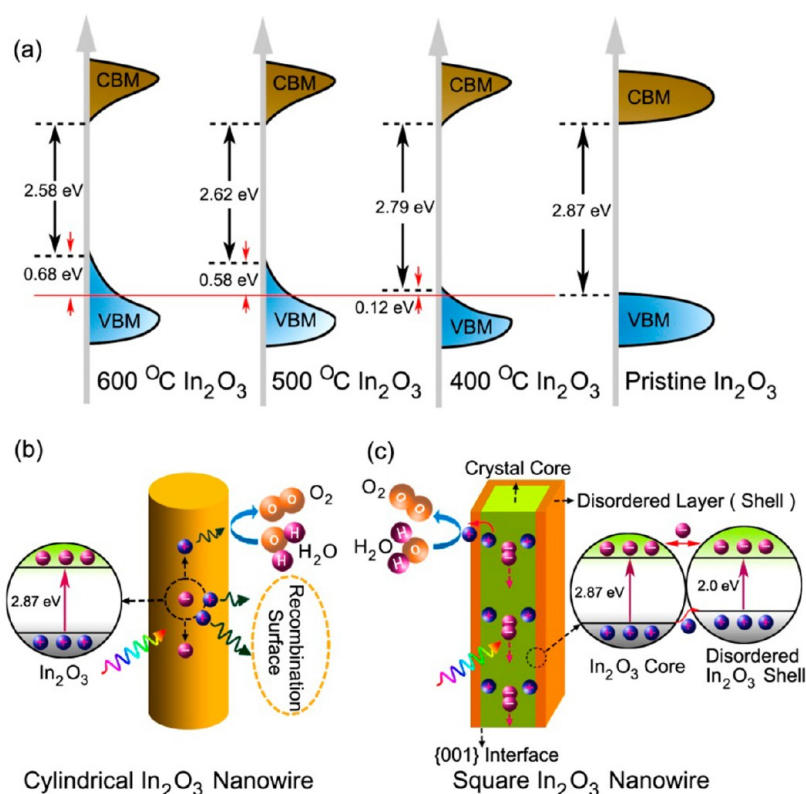 (a)
CBM
CBM
CBM
CBM
2.58 eV
2.62 eV
2.79 eV
2.87 eV
0.68 eV
0.58 eV
0.12 eV
VBM
VBM
VBM
VBM
600 °C In₂O₃
500 °C In₂O₃
400 °C In₂O₃
Pristine In₂O₃
(b)
O₂
O
O
H
O
H
H₂O
2.87 eV
In₂O₃
Recombination
Surface
Cylindrical In₂O₃ Nanowire
(c)
Crystal Core
Disordered Layer ( Shell )
O₂
O
O
H
O
H
H₂O
2.87 eV
2.0 eV
In₂O₃ Core
Disordered
In₂O₃ Shell
{001} Interface
Square In₂O₃ Nanowire